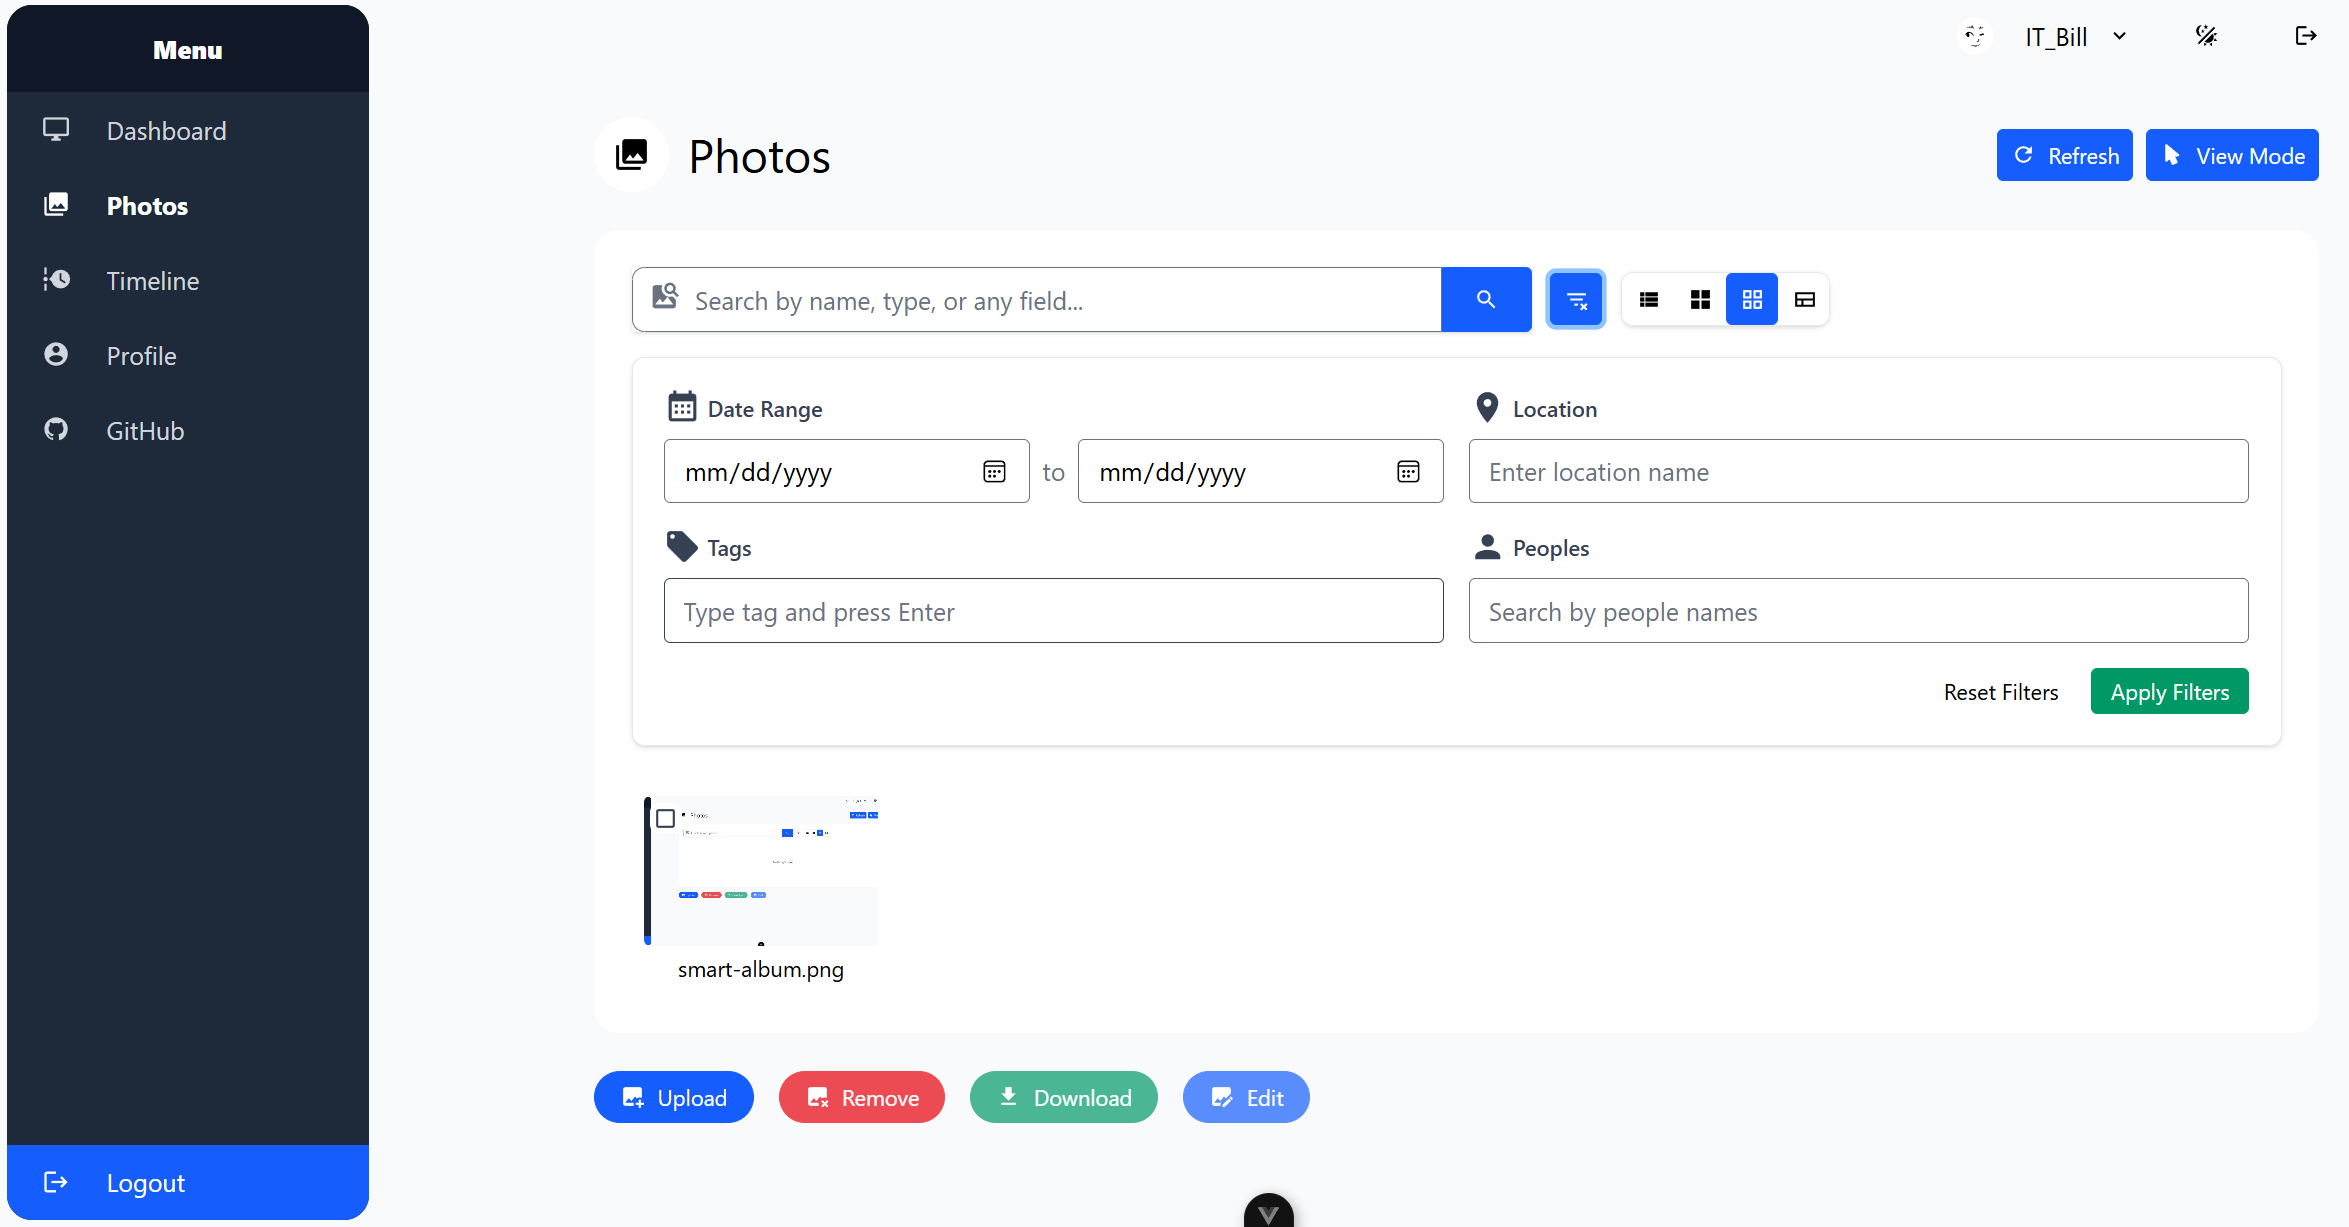 Menu
Dashboard
Photos
Timeline
Profile
GitHub
Logout
IT_Bill
Photos
Refresh
View Mode
Search by name, type, or any field...
Date Range
mm/dd/yyyy to mm/dd/yyyy
Location
Enter location name
Tags
Type tag and press Enter
Peoples
Search by people names
Reset Filters
Apply Filters
Photos
smart-album.png
Upload
Remove
Download
Edit